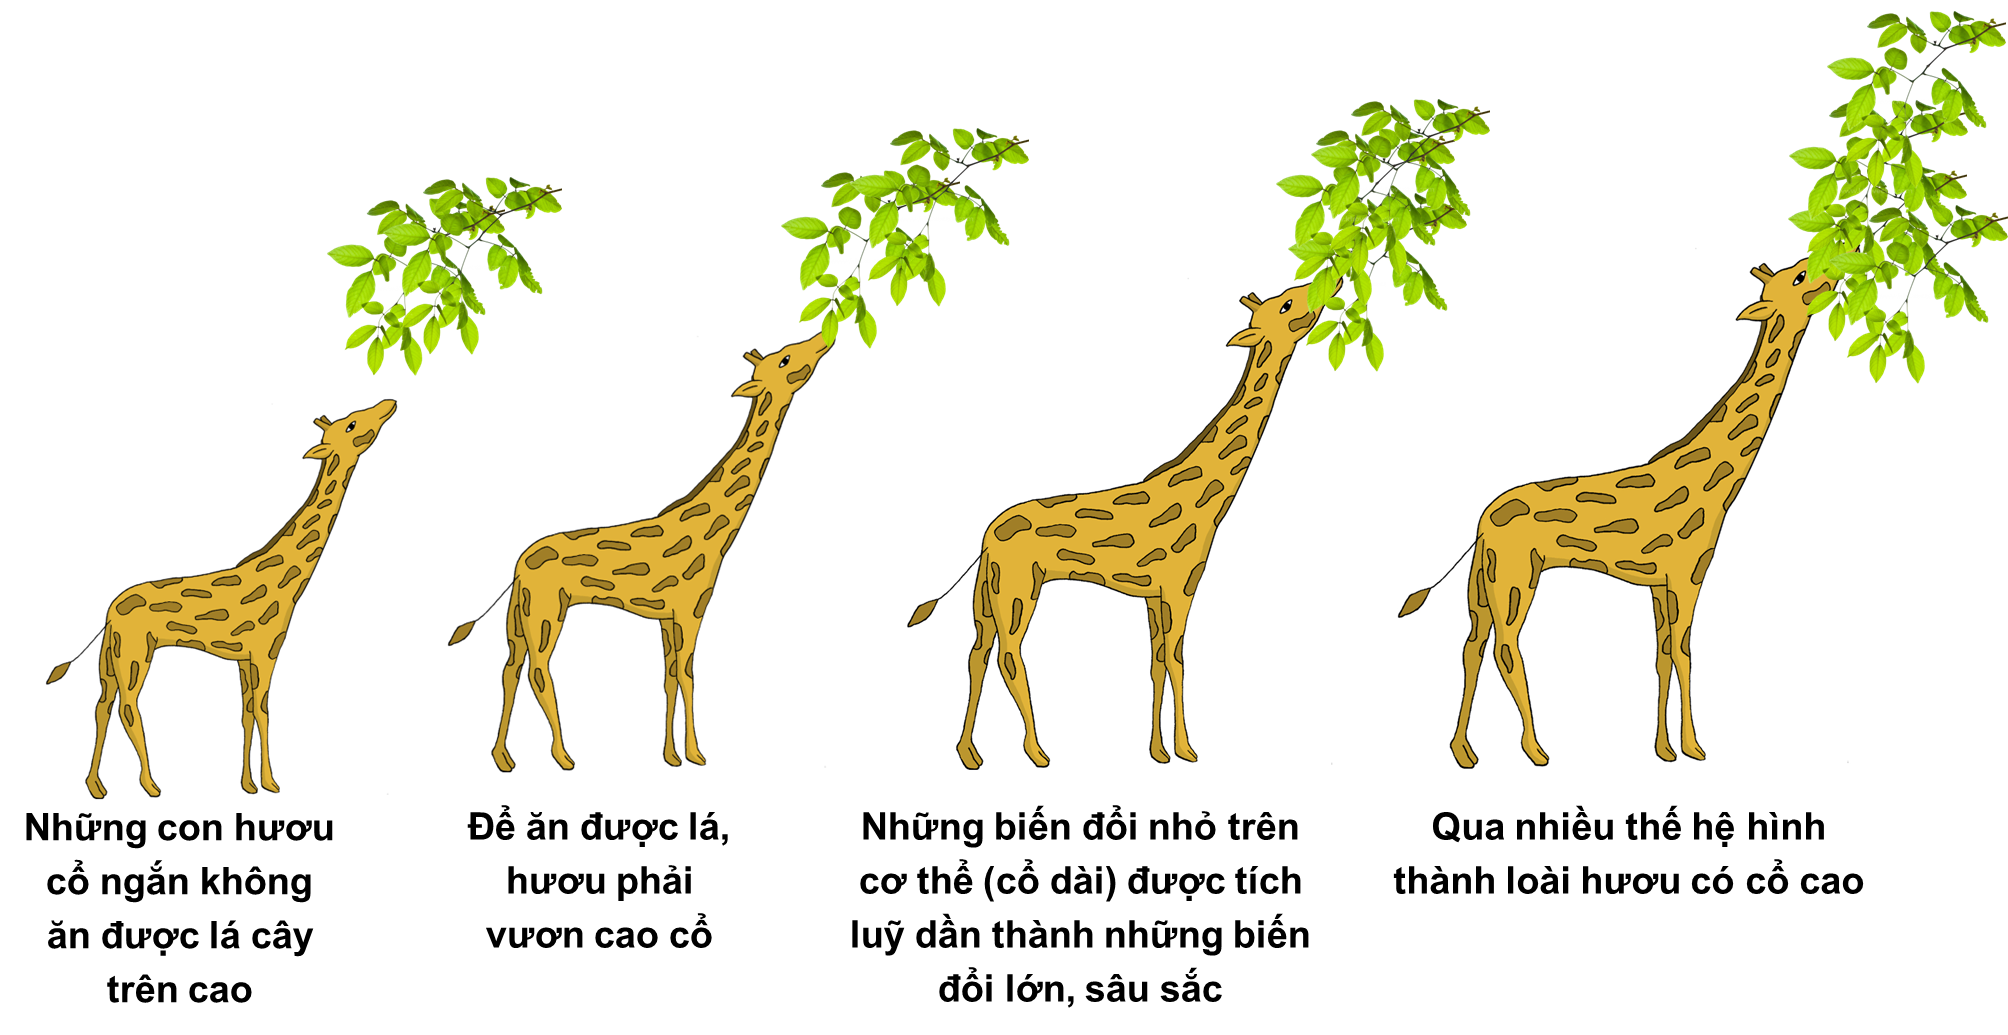 Những con hươu
cổ ngắn không
ăn được lá cây
trên cao
Để ăn được lá,
hươu phải
vươn cao cổ
Những biến đổi nhỏ trên
cơ thể (cổ dài) được tích
luỹ dần thành những biến
đổi lớn, sâu sắc
Qua nhiều thế hệ hình
thành loài hươu có cổ cao